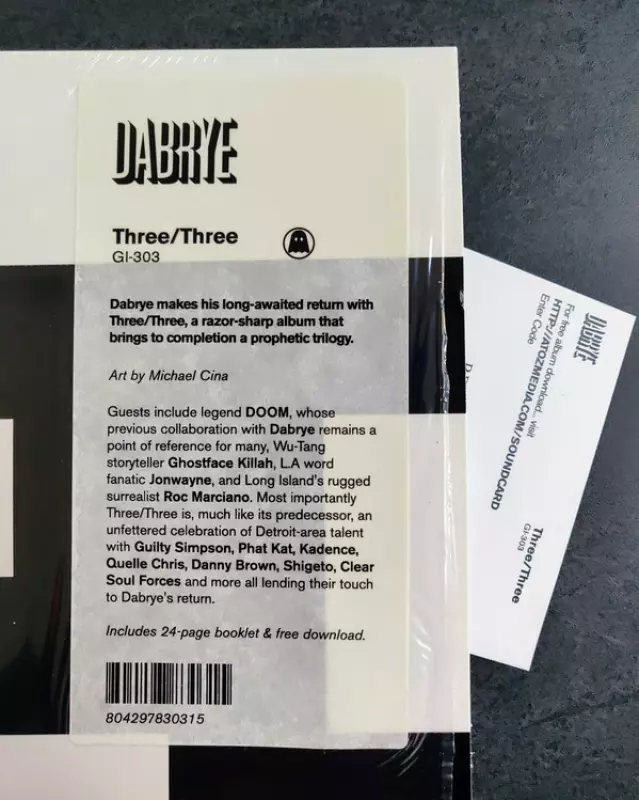 DABRYE
Three/Three
GI-303
Dabrye makes his long-awaited return with
Three/Three, a razor-sharp album that
brings to completion a prophetic trilogy.
Art by Michael Cina
Guests include legend DOOM, whose
previous collaboration with Dabrye remains a
point of reference for many, Wu-Tang
storyteller Ghostface Killah, L.A word
fanatic Jonwayne, and Long Island's rugged
surrealist Roc Marciano. Most importantly
Three/Three is, much like its predecessor, an
unfettered celebration of Detroit-area talent
with Guilty Simpson, Phat Kat, Kadence,
Quelle Chris, Danny Brown, Shigeto, Clear
Soul Forces and more all lending their touch
to Dabrye's return.
Includes 24-page booklet & free download.
804297830315
DABRYE
For free album download... visit
HTTP://ATOZMEDIA.COM/SOUNDCARD
Enter Code
Three/Three
GI-303